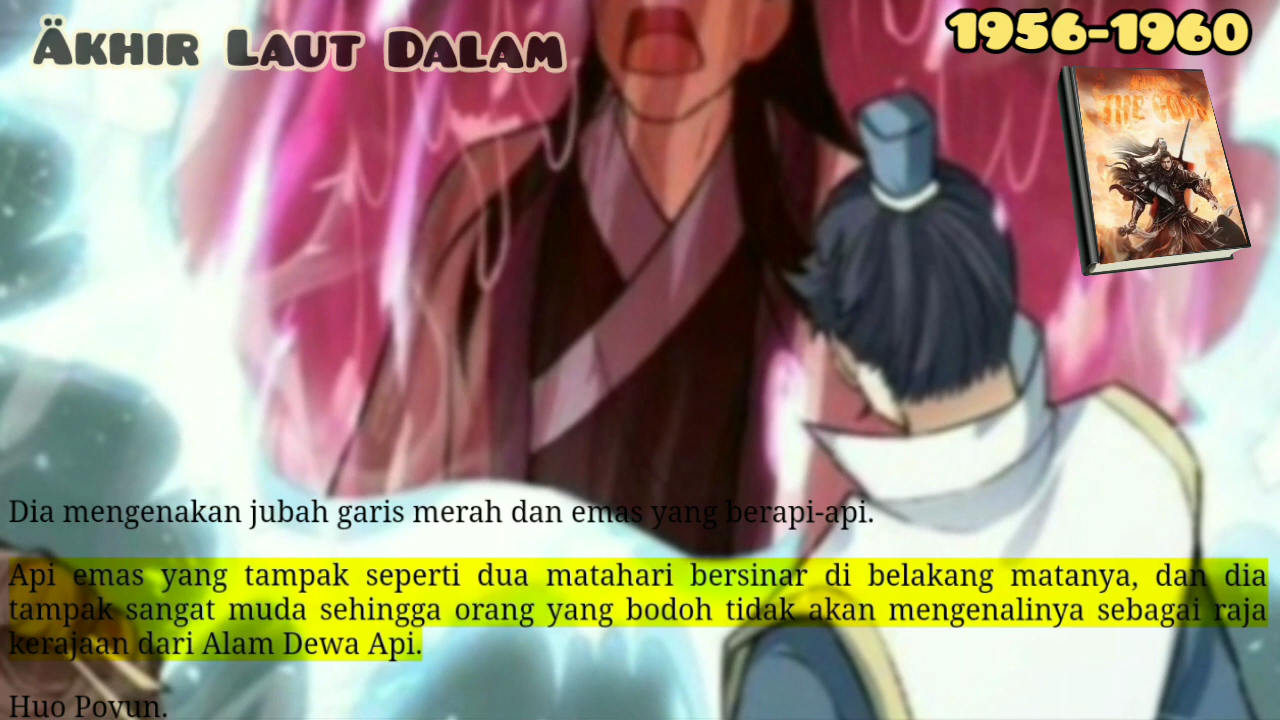 Äkhir Laut Dalam
1956-1960
THE GODS
Dia mengenakan jubah garis merah dan emas yang berapi-api.
Api emas yang tampak seperti dua matahari bersinar di belakang matanya, dan dia
tampak sangat muda sehingga orang yang bodoh tidak akan mengenalinya sebagai raja
kerajaan dari Alam Dewa Api.
Huo Poyun.